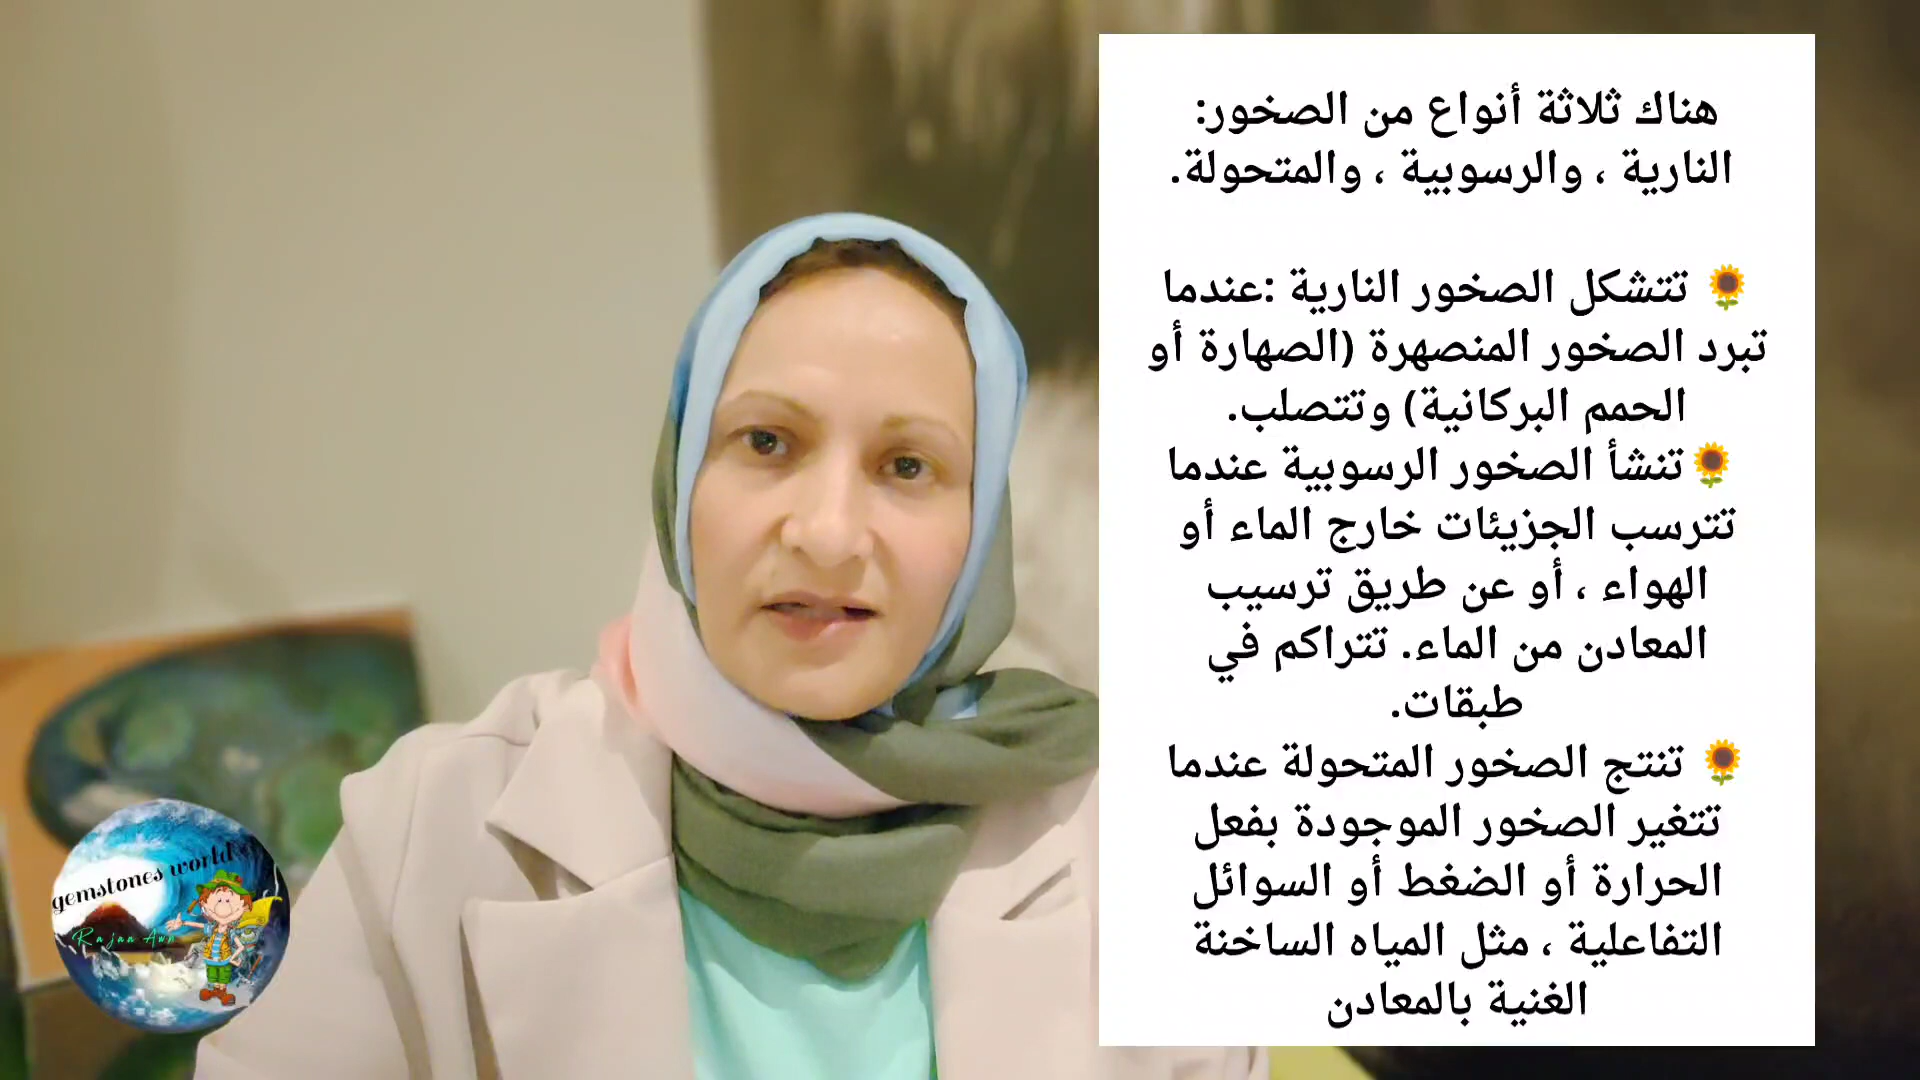 هناك ثلاثة أنواع من الصخور:
النارية ، والرسوبية ، والمتحولة.
🌻 تتشكل الصخور النارية :عندما
تبرد الصخور المنصهرة (الصهارة أو
الحمم البركانية) وتتصلب.
🌻تنشأ الصخور الرسوبية عندما
تترسب الجزيئات خارج الماء أو
الهواء ، أو عن طريق ترسيب
المعادن من الماء. تتراكم في
طبقات.
🌻 تنتج الصخور المتحولة عندما
تتغير الصخور الموجودة بفعل
الحرارة أو الضغط أو السوائل
التفاعلية ، مثل المياه الساخنة
الغنية بالمعادن
gemstones world
Rajaa Awn